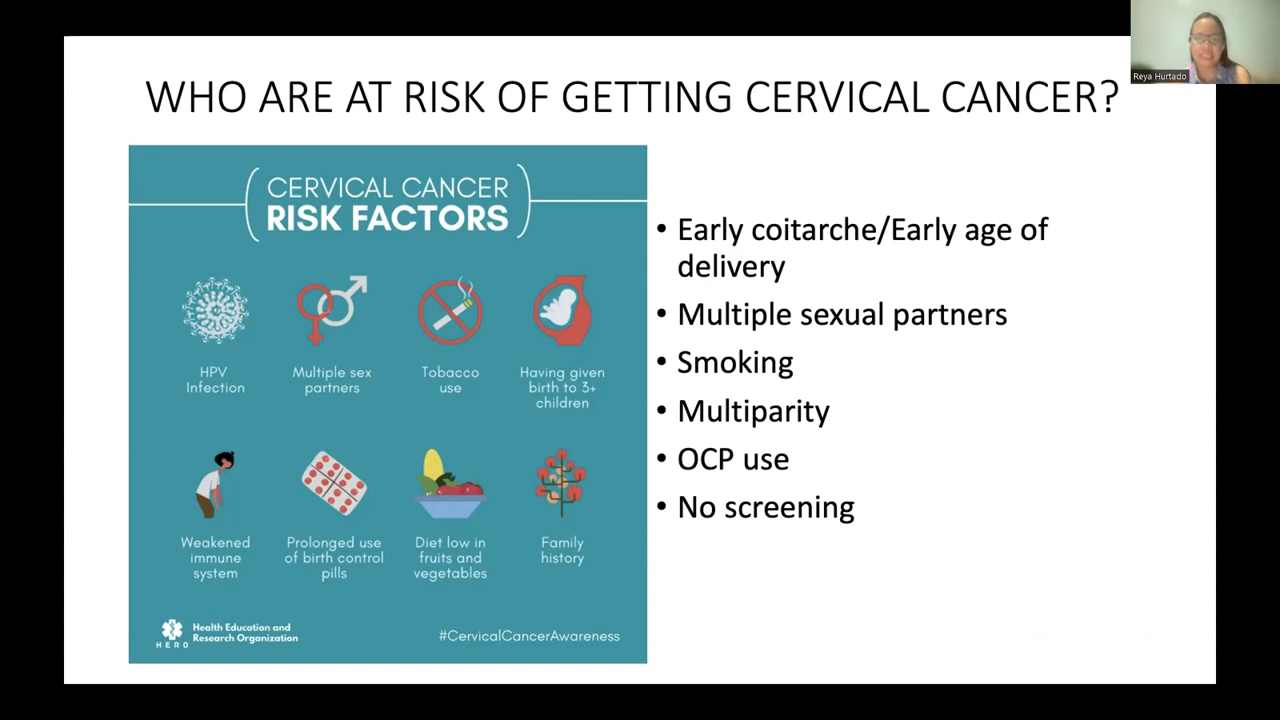 Reya Hurtado
WHO ARE AT RISK OF GETTING CERVICAL CANCER?
CERVICAL CANCER
RISK FACTORS
HPV
Infection
Multiple sex
partners
Tobacco
use
Having given
birth to 3+
children
Weakened
immune
system
Prolonged use
of birth control
pills
Diet low in
fruits and
vegetables
Family
history
HERO
Health Education and
Research Organization
#CervicalCancerAwareness
• Early coitarche/Early age of
delivery
• Multiple sexual partners
• Smoking
• Multiparity
• OCP use
• No screening